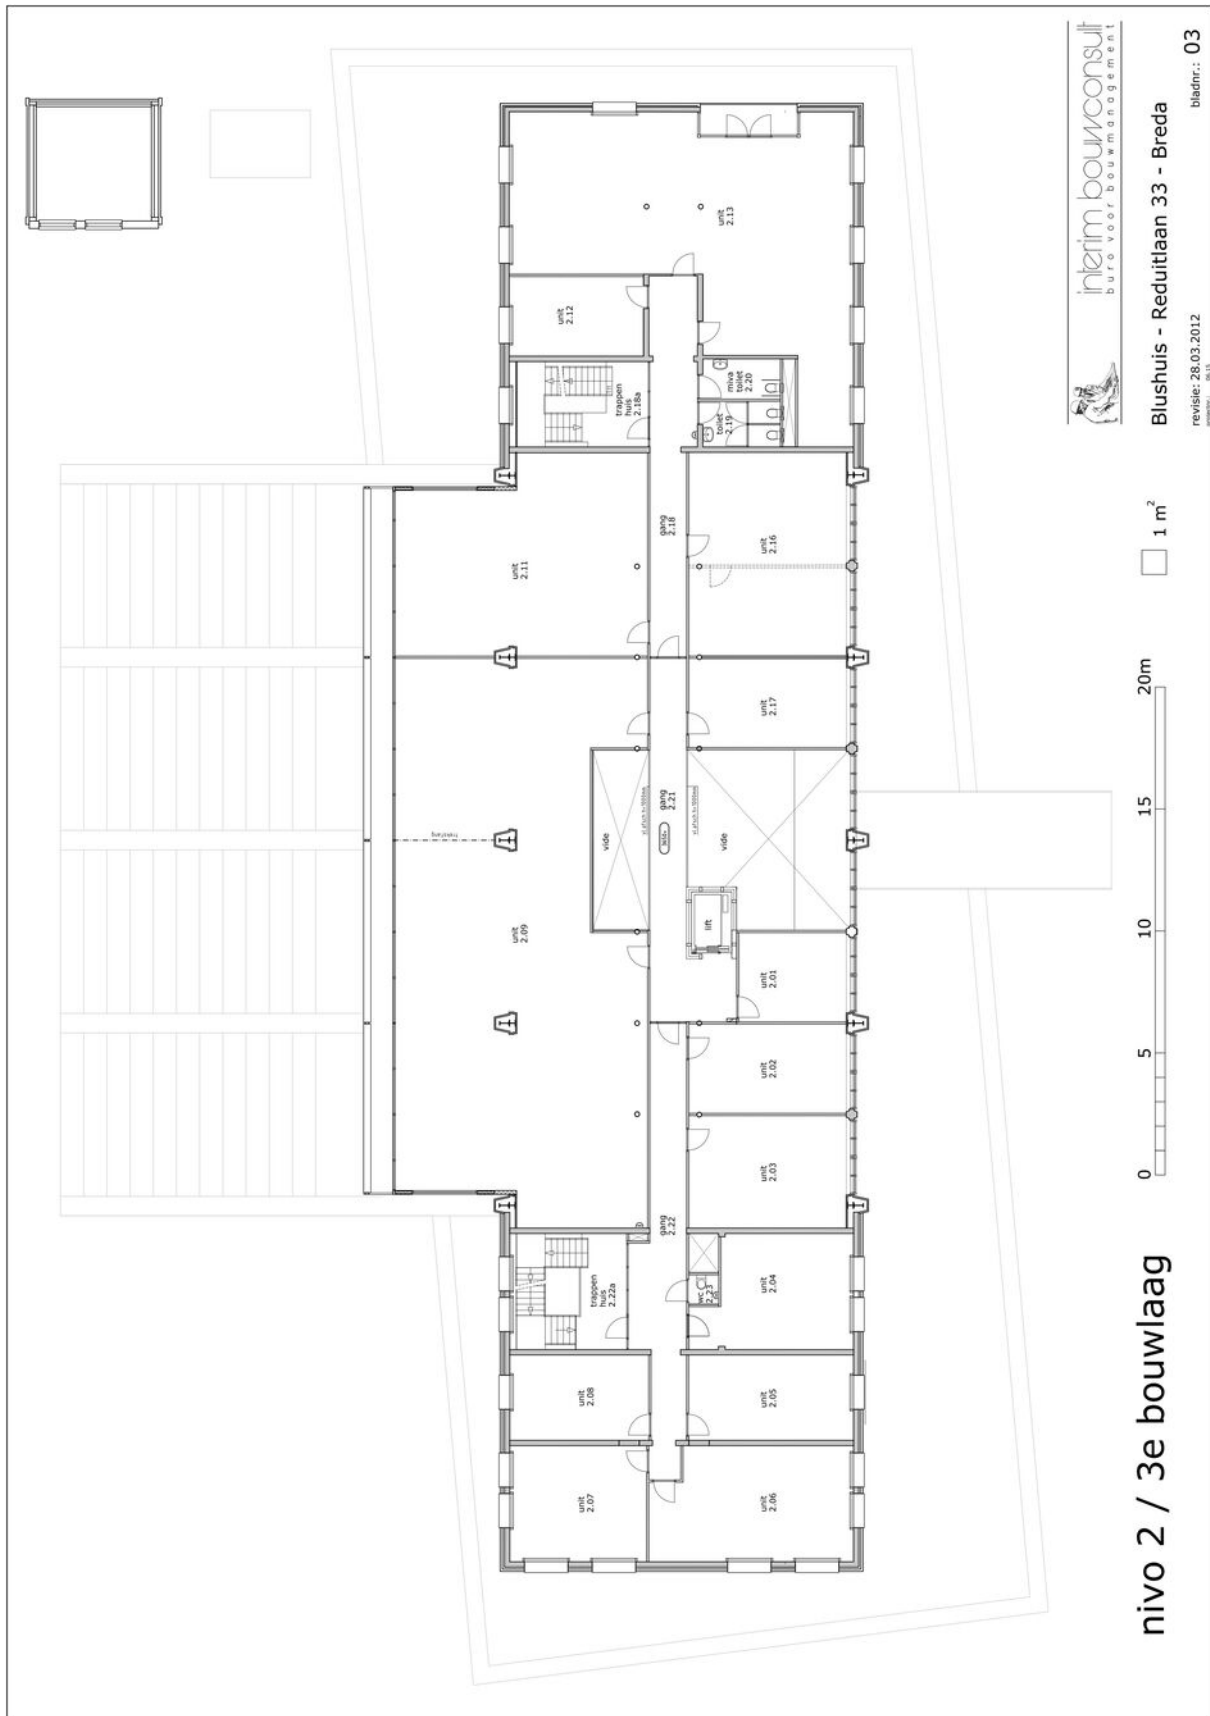 nivo 2 / 3e bouwlaag
0 5 10 15 20m
1 m²
interim bouwconsult
buro voor bouwmanagement
Blushuis - Reduitlaan 33 - Breda
revisie: 28.03.2012
bladnr.: 03
unit
2.07
unit
2.08
trappen
huis
2.22a
unit
2.09
trekstang
unit
2.11
trappen
huis
2.18a
unit
2.12
unit
2.13
vide
gang
2.22
gang
2.21
gang
2.18
vide
lift
unit
2.06
unit
2.05
unit
2.04
wc
2.23
unit
2.03
unit
2.02
unit
2.01
unit
2.17
unit
2.16
toilet
2.19
miva
toilet
2.20